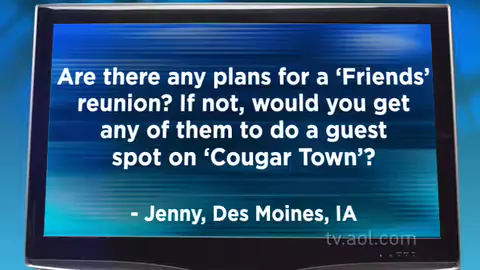 Are there any plans for a ‘Friends’
reunion? If not, would you get
any of them to do a guest
spot on ‘Cougar Town’?
- Jenny, Des Moines, IA
tv.aol.com